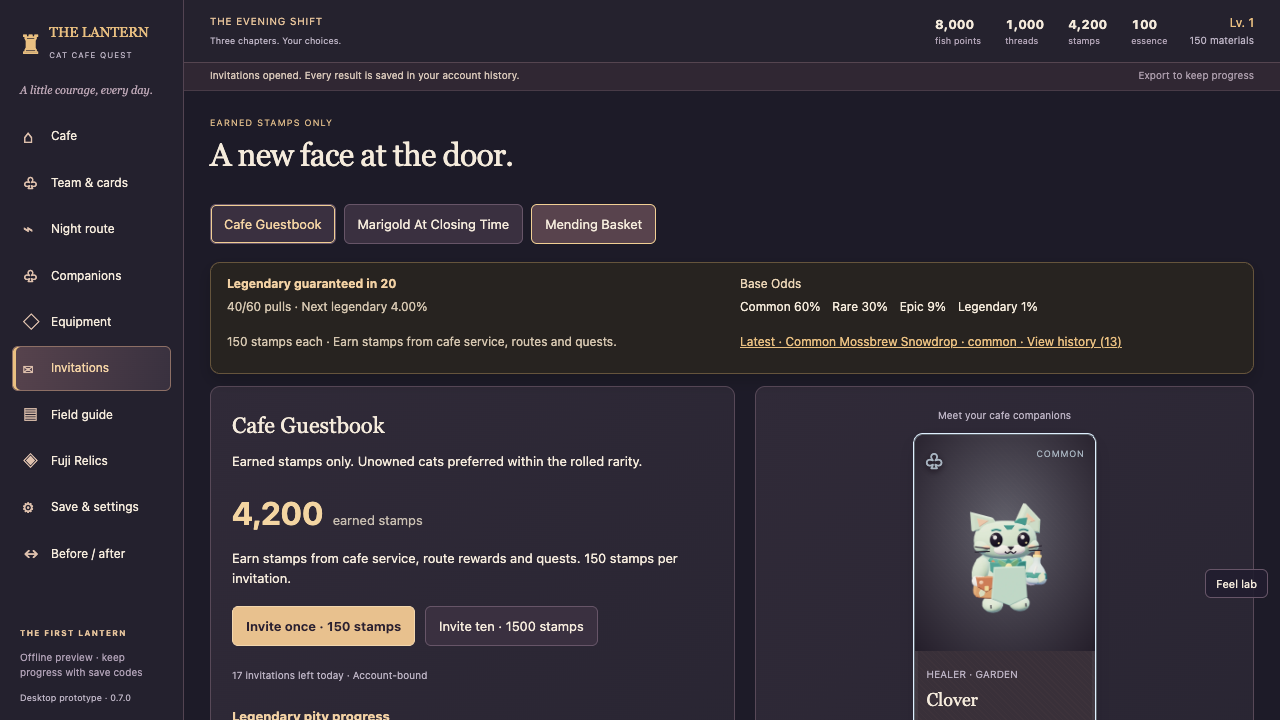 THE LANTERN
CAT CAFE QUEST
A little courage, every day.
Cafe
Team & cards
Night route
Companions
Equipment
Invitations
Field guide
Fuji Relics
Save & settings
Before / after
THE FIRST LANTERN
Offline preview · keep
progress with save codes
Desktop prototype · 0.7.0
THE EVENING SHIFT
Three chapters. Your choices.
8,000
fish points
1,000
threads
4,200
stamps
100
essence
Lv. 1
150 materials
Invitations opened. Every result is saved in your account history.
Export to keep progress
EARNED STAMPS ONLY
A new face at the door.
Cafe Guestbook
Marigold At Closing Time
Mending Basket
Legendary guaranteed in 20
40/60 pulls · Next legendary 4.00%
150 stamps each · Earn stamps from cafe service, routes and quests.
Base Odds
Common 60% Rare 30% Epic 9% Legendary 1%
Latest · Common Mossbrew Snowdrop · common · View history (13)
Cafe Guestbook
Earned stamps only. Unowned cats preferred within the rolled rarity.
4,200 earned stamps
Earn stamps from cafe service, route rewards and quests. 150 stamps per
invitation.
Invite once · 150 stamps
Invite ten · 1500 stamps
17 invitations left today · Account-bound
Legendary pity progress
Meet your cafe companions
COMMON
HEALER · GARDEN
Clover
Feel lab